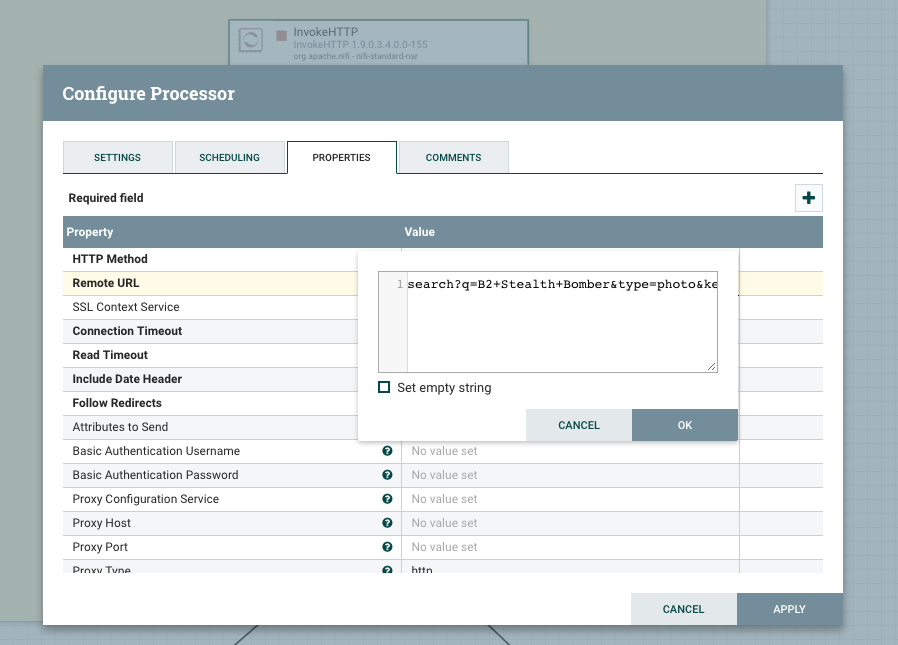 InvokeHTTP
InvokeHTTP 1.9.0.3.4.0.0-155
org.apache.nifi - nifi-standard-nar
Configure Processor
SETTINGS
SCHEDULING
PROPERTIES
COMMENTS
Required field
Property
Value
HTTP Method
Remote URL
1 search?q=B2+Stealth+Bomber&type=photo&ke
SSL Context Service
Connection Timeout
Read Timeout
Include Date Header
Set empty string
Follow Redirects
Attributes to Send
CANCEL
OK
Basic Authentication Username
No value set
Basic Authentication Password
No value set
Proxy Configuration Service
No value set
Proxy Host
No value set
Proxy Port
No value set
Proxy Type
http
CANCEL
APPLY